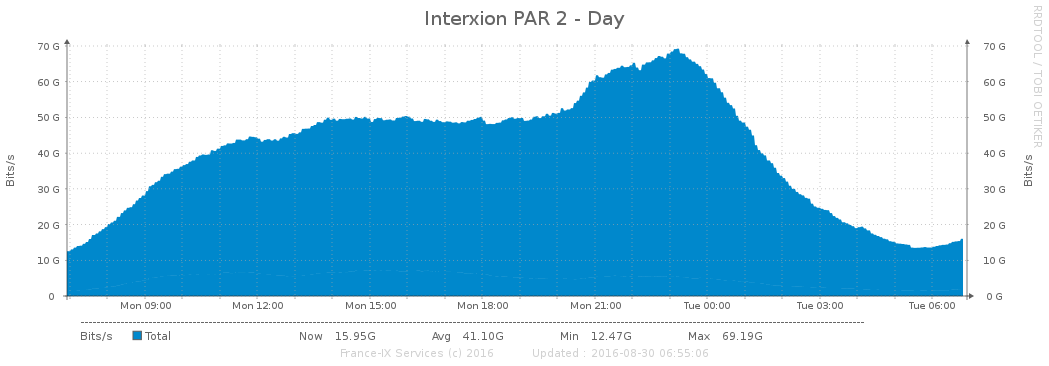 Interxion PAR 2 - Day
RRDTOOL / TOBI OETIKER
Bits/s
70 G 70 G
60 G 60 G
50 G 50 G
40 G 40 G
30 G 30 G
20 G 20 G
10 G 10 G
0 0 G
Bits/s
Mon 09:00 Mon 12:00 Mon 15:00 Mon 18:00 Mon 21:00 Tue 00:00 Tue 03:00 Tue 06:00
Bits/s Total Now 15.95G Avg 41.10G Min 12.47G Max 69.19G
France-IX Services (c) 2016 Updated : 2016-08-30 06:55:06